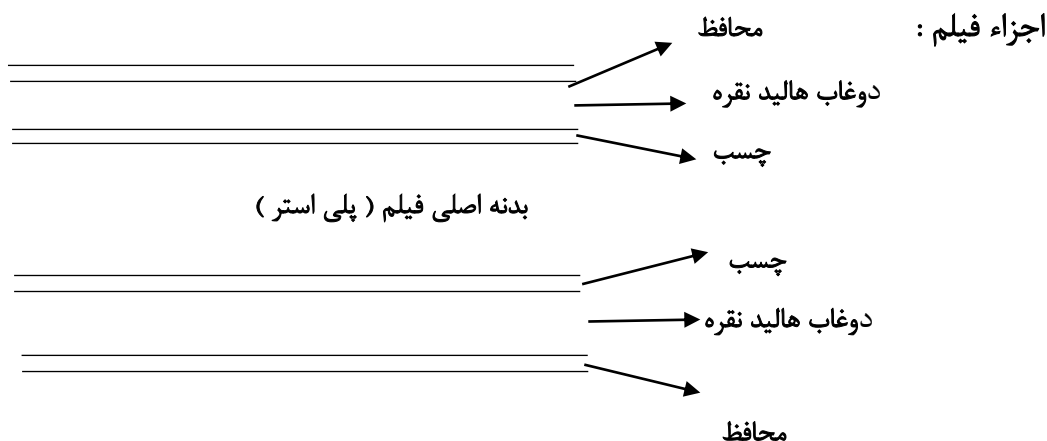 اجزاء فیلم :
محافظ
دوغاب هالید نقره
چسب
بدنه اصلی فیلم ( پلی استر )
چسب
دوغاب هالید نقره
محافظ